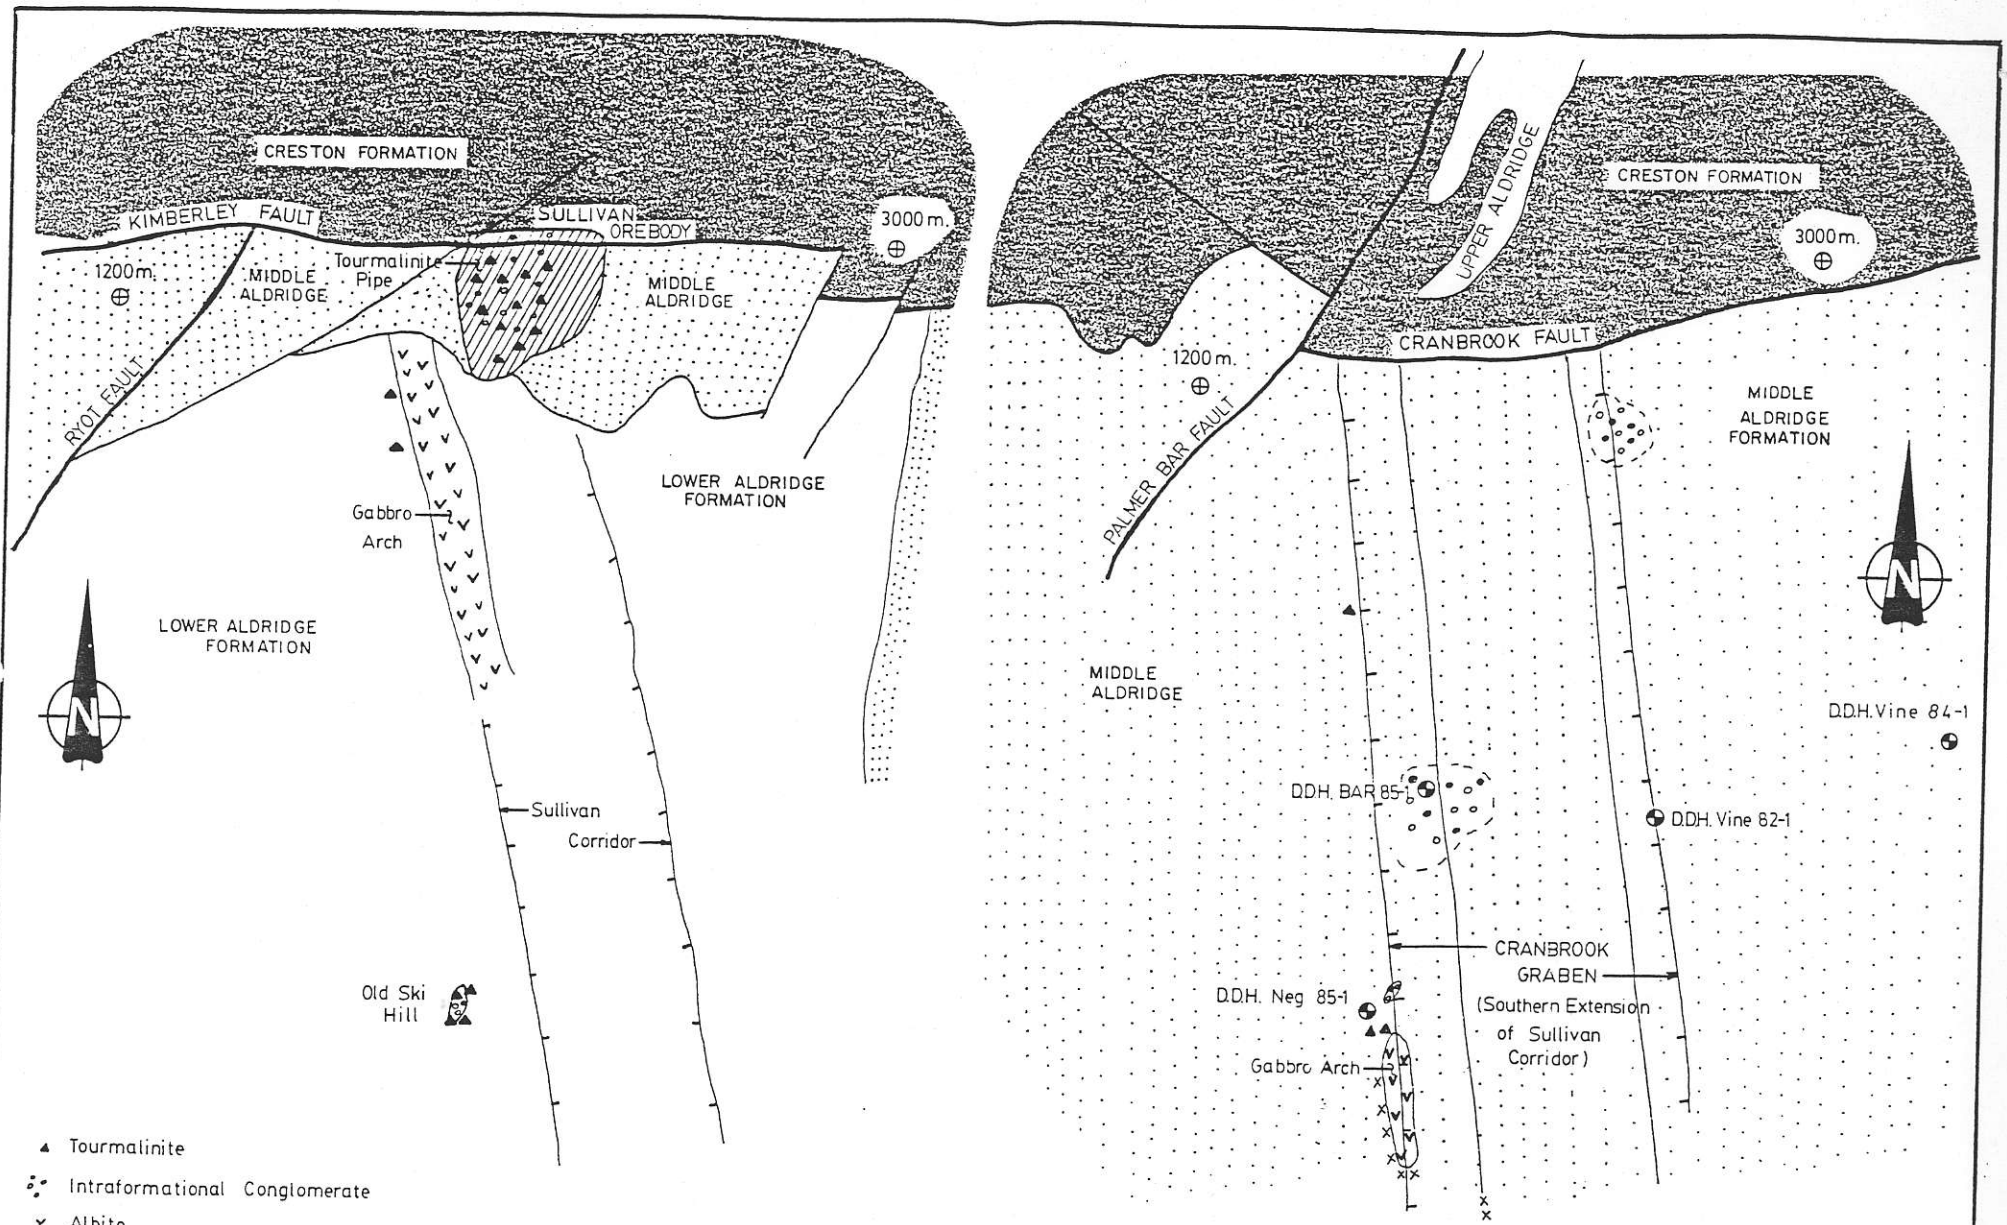 CRESTON FORMATION
KIMBERLEY FAULT
SULLIVAN
OREBODY
3000 m.
1200 m.
MIDDLE
ALDRIDGE
Tourmalinite
Pipe
MIDDLE
ALDRIDGE
RYOT FAULT
LOWER ALDRIDGE
FORMATION
Gabbro
Arch
LOWER ALDRIDGE
FORMATION
N
Sullivan
Corridor
Old Ski
Hill
Tourmalinite
Intraformational Conglomerate
Albite
UPPER ALDRIDGE
CRESTON FORMATION
3000 m.
CRANBROOK FAULT
1200 m.
PALMER BAR FAULT
MIDDLE
ALDRIDGE
FORMATION
N
MIDDLE
ALDRIDGE
D.D.H. Vine 84-1
D.D.H. BAR 85-1
D.D.H. Vine 82-1
CRANBROOK
GRABEN
D.D.H. Neg 85-1
(Southern Extension
of Sullivan
Corridor)
Gabbro Arch